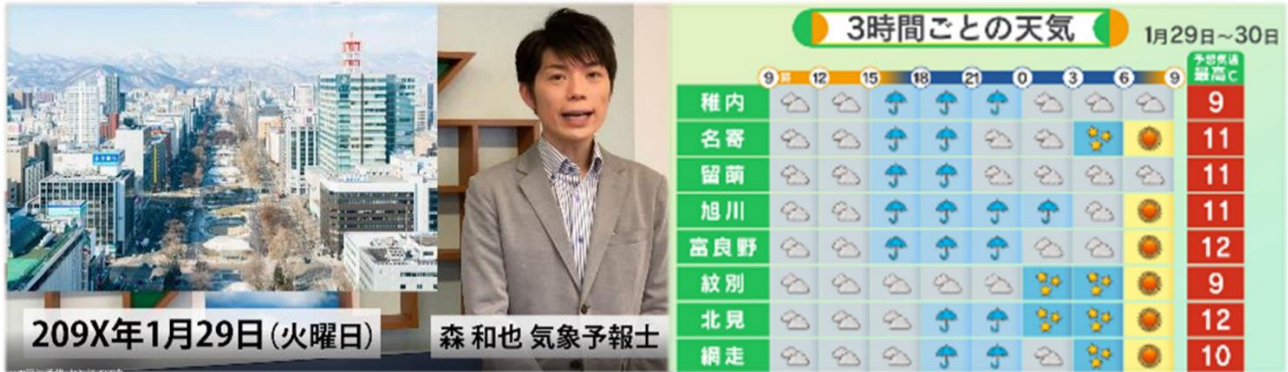 209X年1月29日(火曜日)
森 和也 気象予報士
3時間ごとの天気
1月29日～30日
9 12 15 18 21 0 3 6 9
予想気温
最高℃
稚内 9
名寄 11
留萌 11
旭川 11
富良野 12
紋別 9
北見 12
網走 10